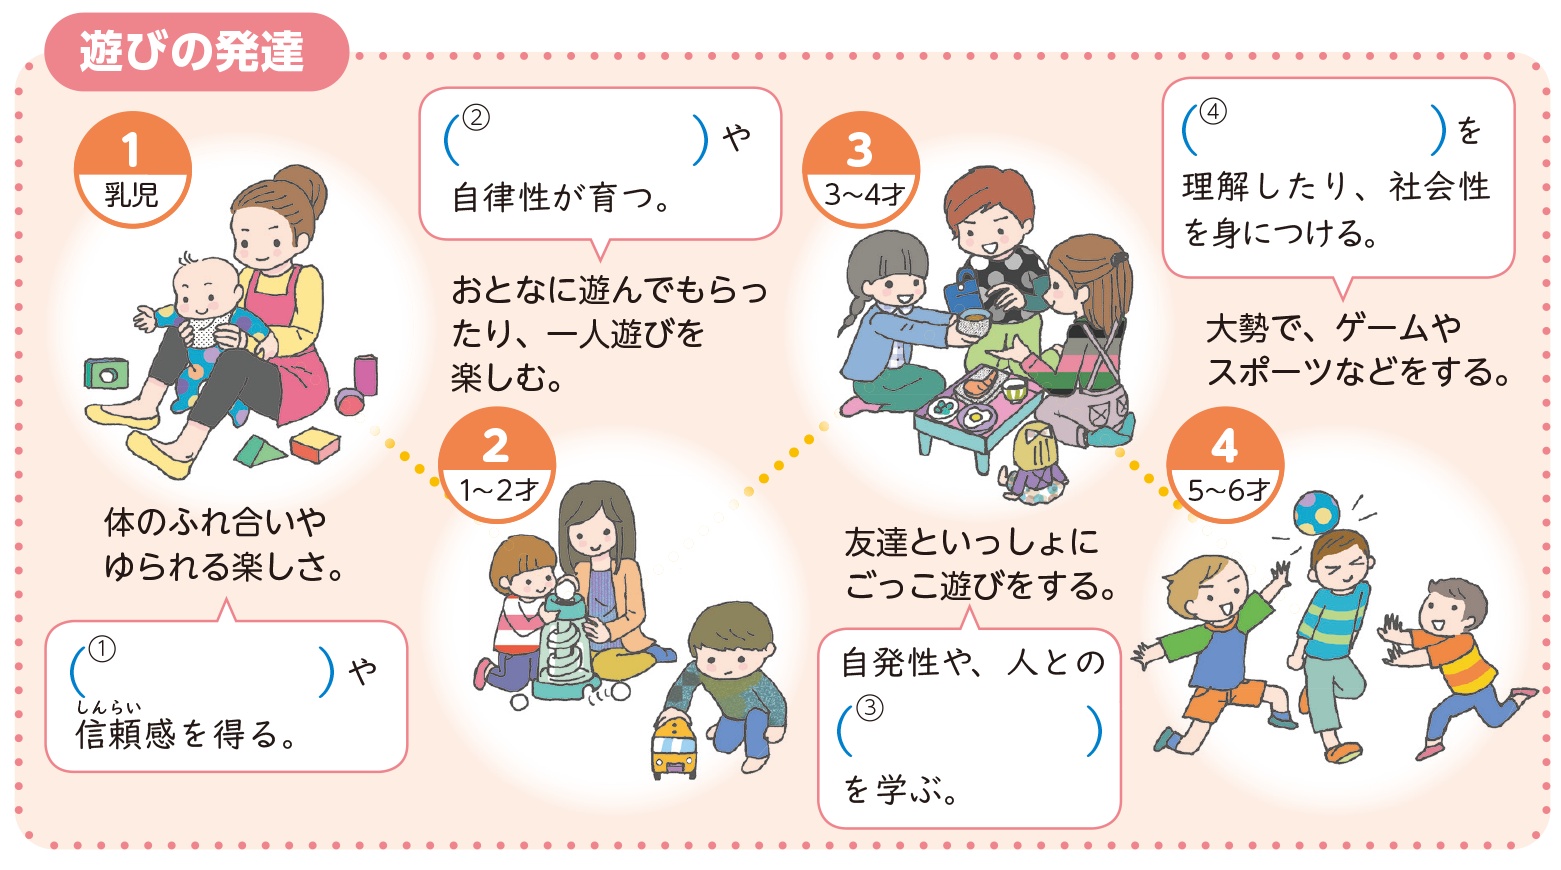 遊びの発達
1
乳児
体のふれ合いや
ゆられる楽しさ。
(① )や
しんらい
信頼感を得る。
(② )や
自律性が育つ。
おとなに遊んでもらっ
たり、一人遊びを
楽しむ。
2
1〜2才
3
3〜4才
友達といっしょに
ごっこ遊びをする。
自発性や、人との
(③ )
を学ぶ。
(④ )を
理解したり、社会性
を身につける。
大勢で、ゲームや
スポーツなどをする。
4
5〜6才